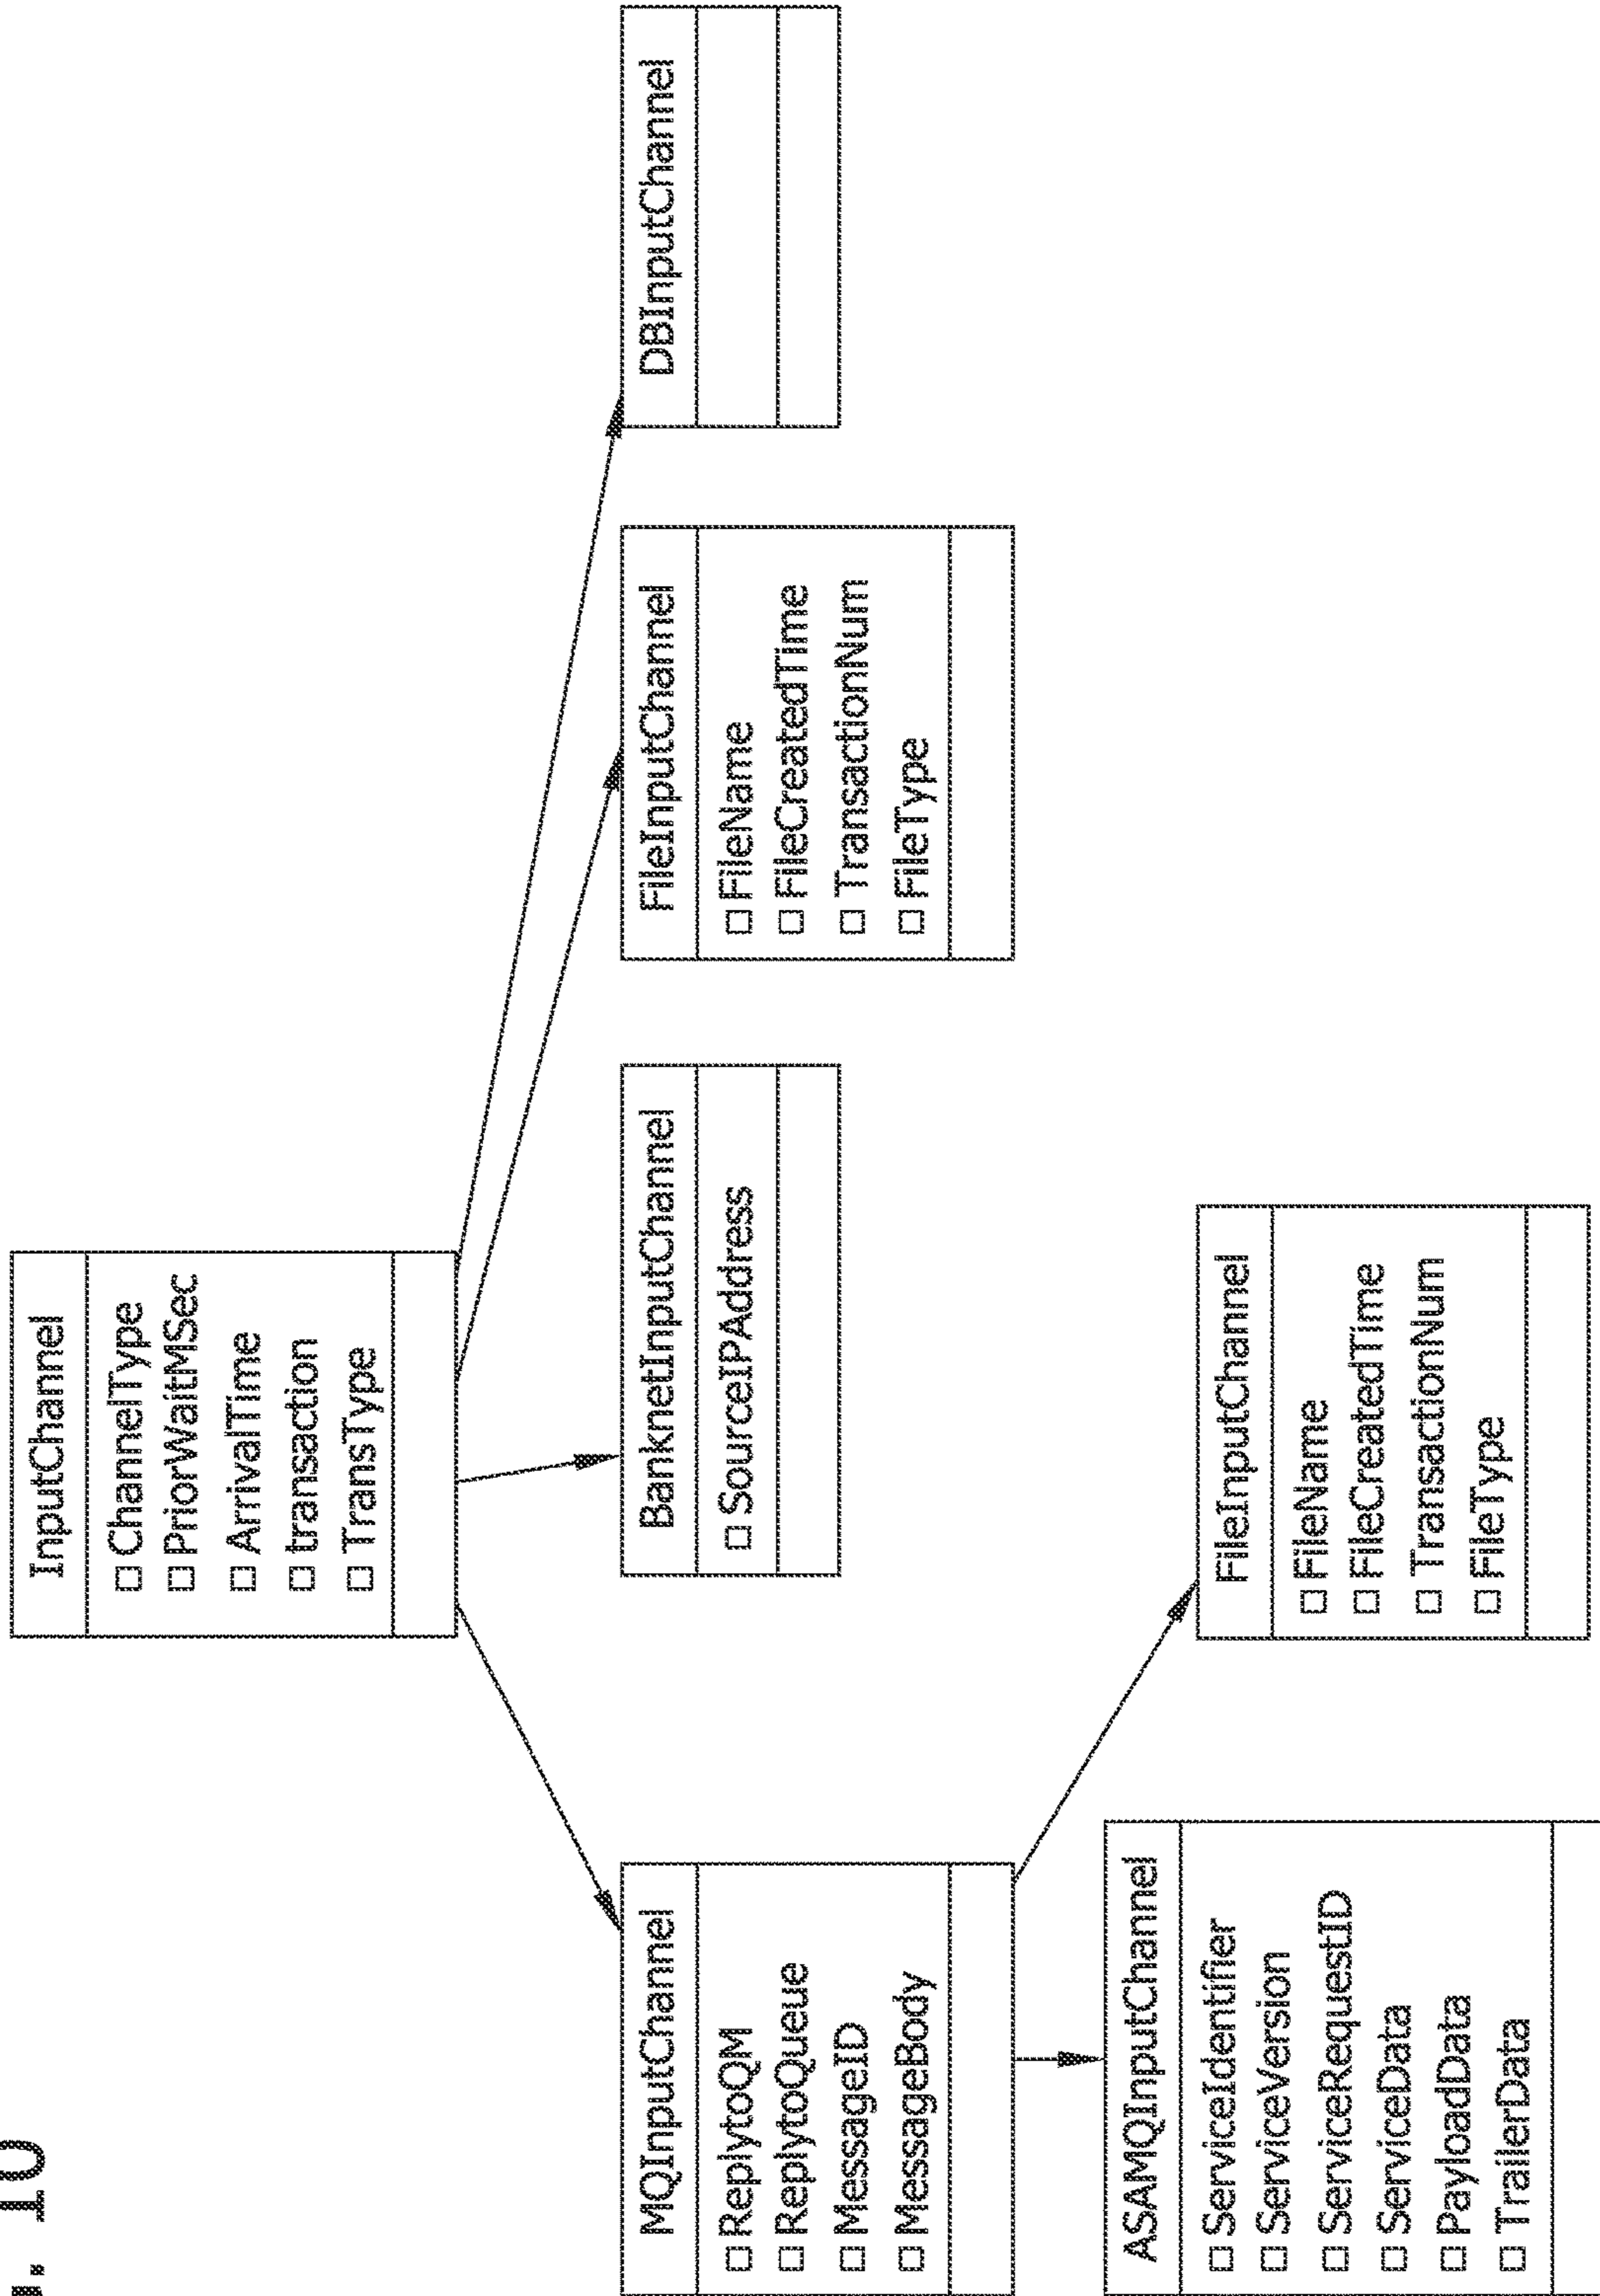 . 10
InputChannel
ChannelType
PriorWaitMSec
ArrivalTime
transaction
TransType
MQInputChannel
ReplytoQM
ReplytoQueue
MessageID
MessageBody
BanknetInputChannel
SourceIPAddress
FileInputChannel
FileName
FileCreatedTime
TransactionNum
FileType
DBInputChannel
ASAMQInputChannel
ServiceIdentifier
ServiceVersion
ServiceRequestID
ServiceData
PayloadData
TrailerData
FileInputChannel
FileName
FileCreatedTime
TransactionNum
FileType